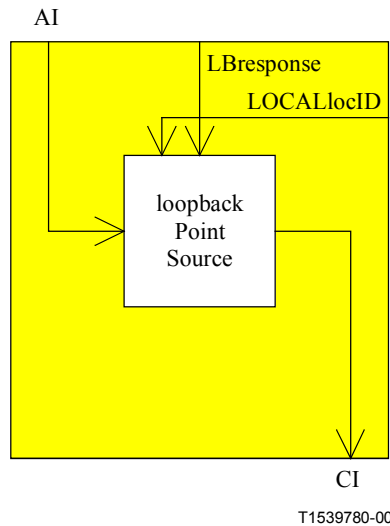 AI
LBresponse
LOCALlocID
loopback
Point
Source
CI
T1539780-00